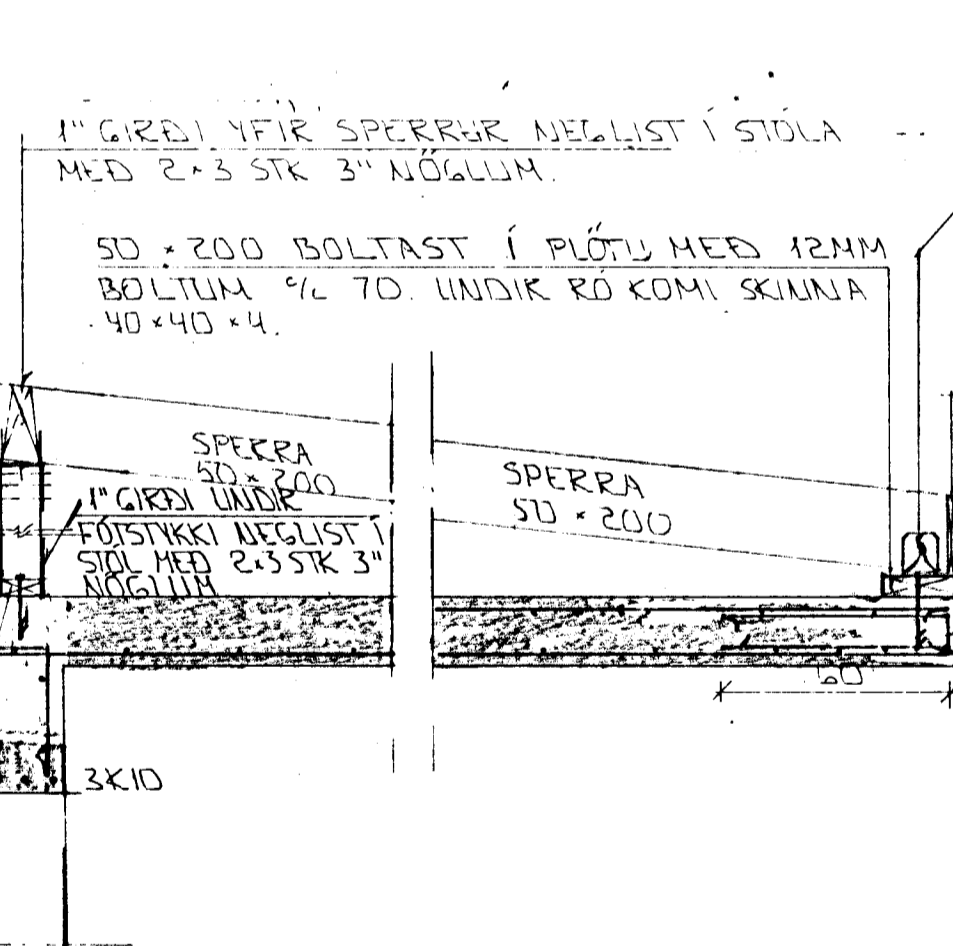 1" GIRÐI YFIR SPERRUR NEGLIST Í STÓLA
MEÐ 2×3 STK 3" NÖGLUM.
50 × 200 BOLTAST Í PLÖTU MEÐ 12MM
BOLTUM c/c 70. UNDIR RÓ KOMI SKINNA
40×40×4.
SPERRA
50 × 200
1" GIRÐI UNDIR
FÓTSTYKKI NEGLIST Í
STÓL MEÐ 2×3 STK 3"
NÖGLUM
SPERRA
50 × 200
60
3K10